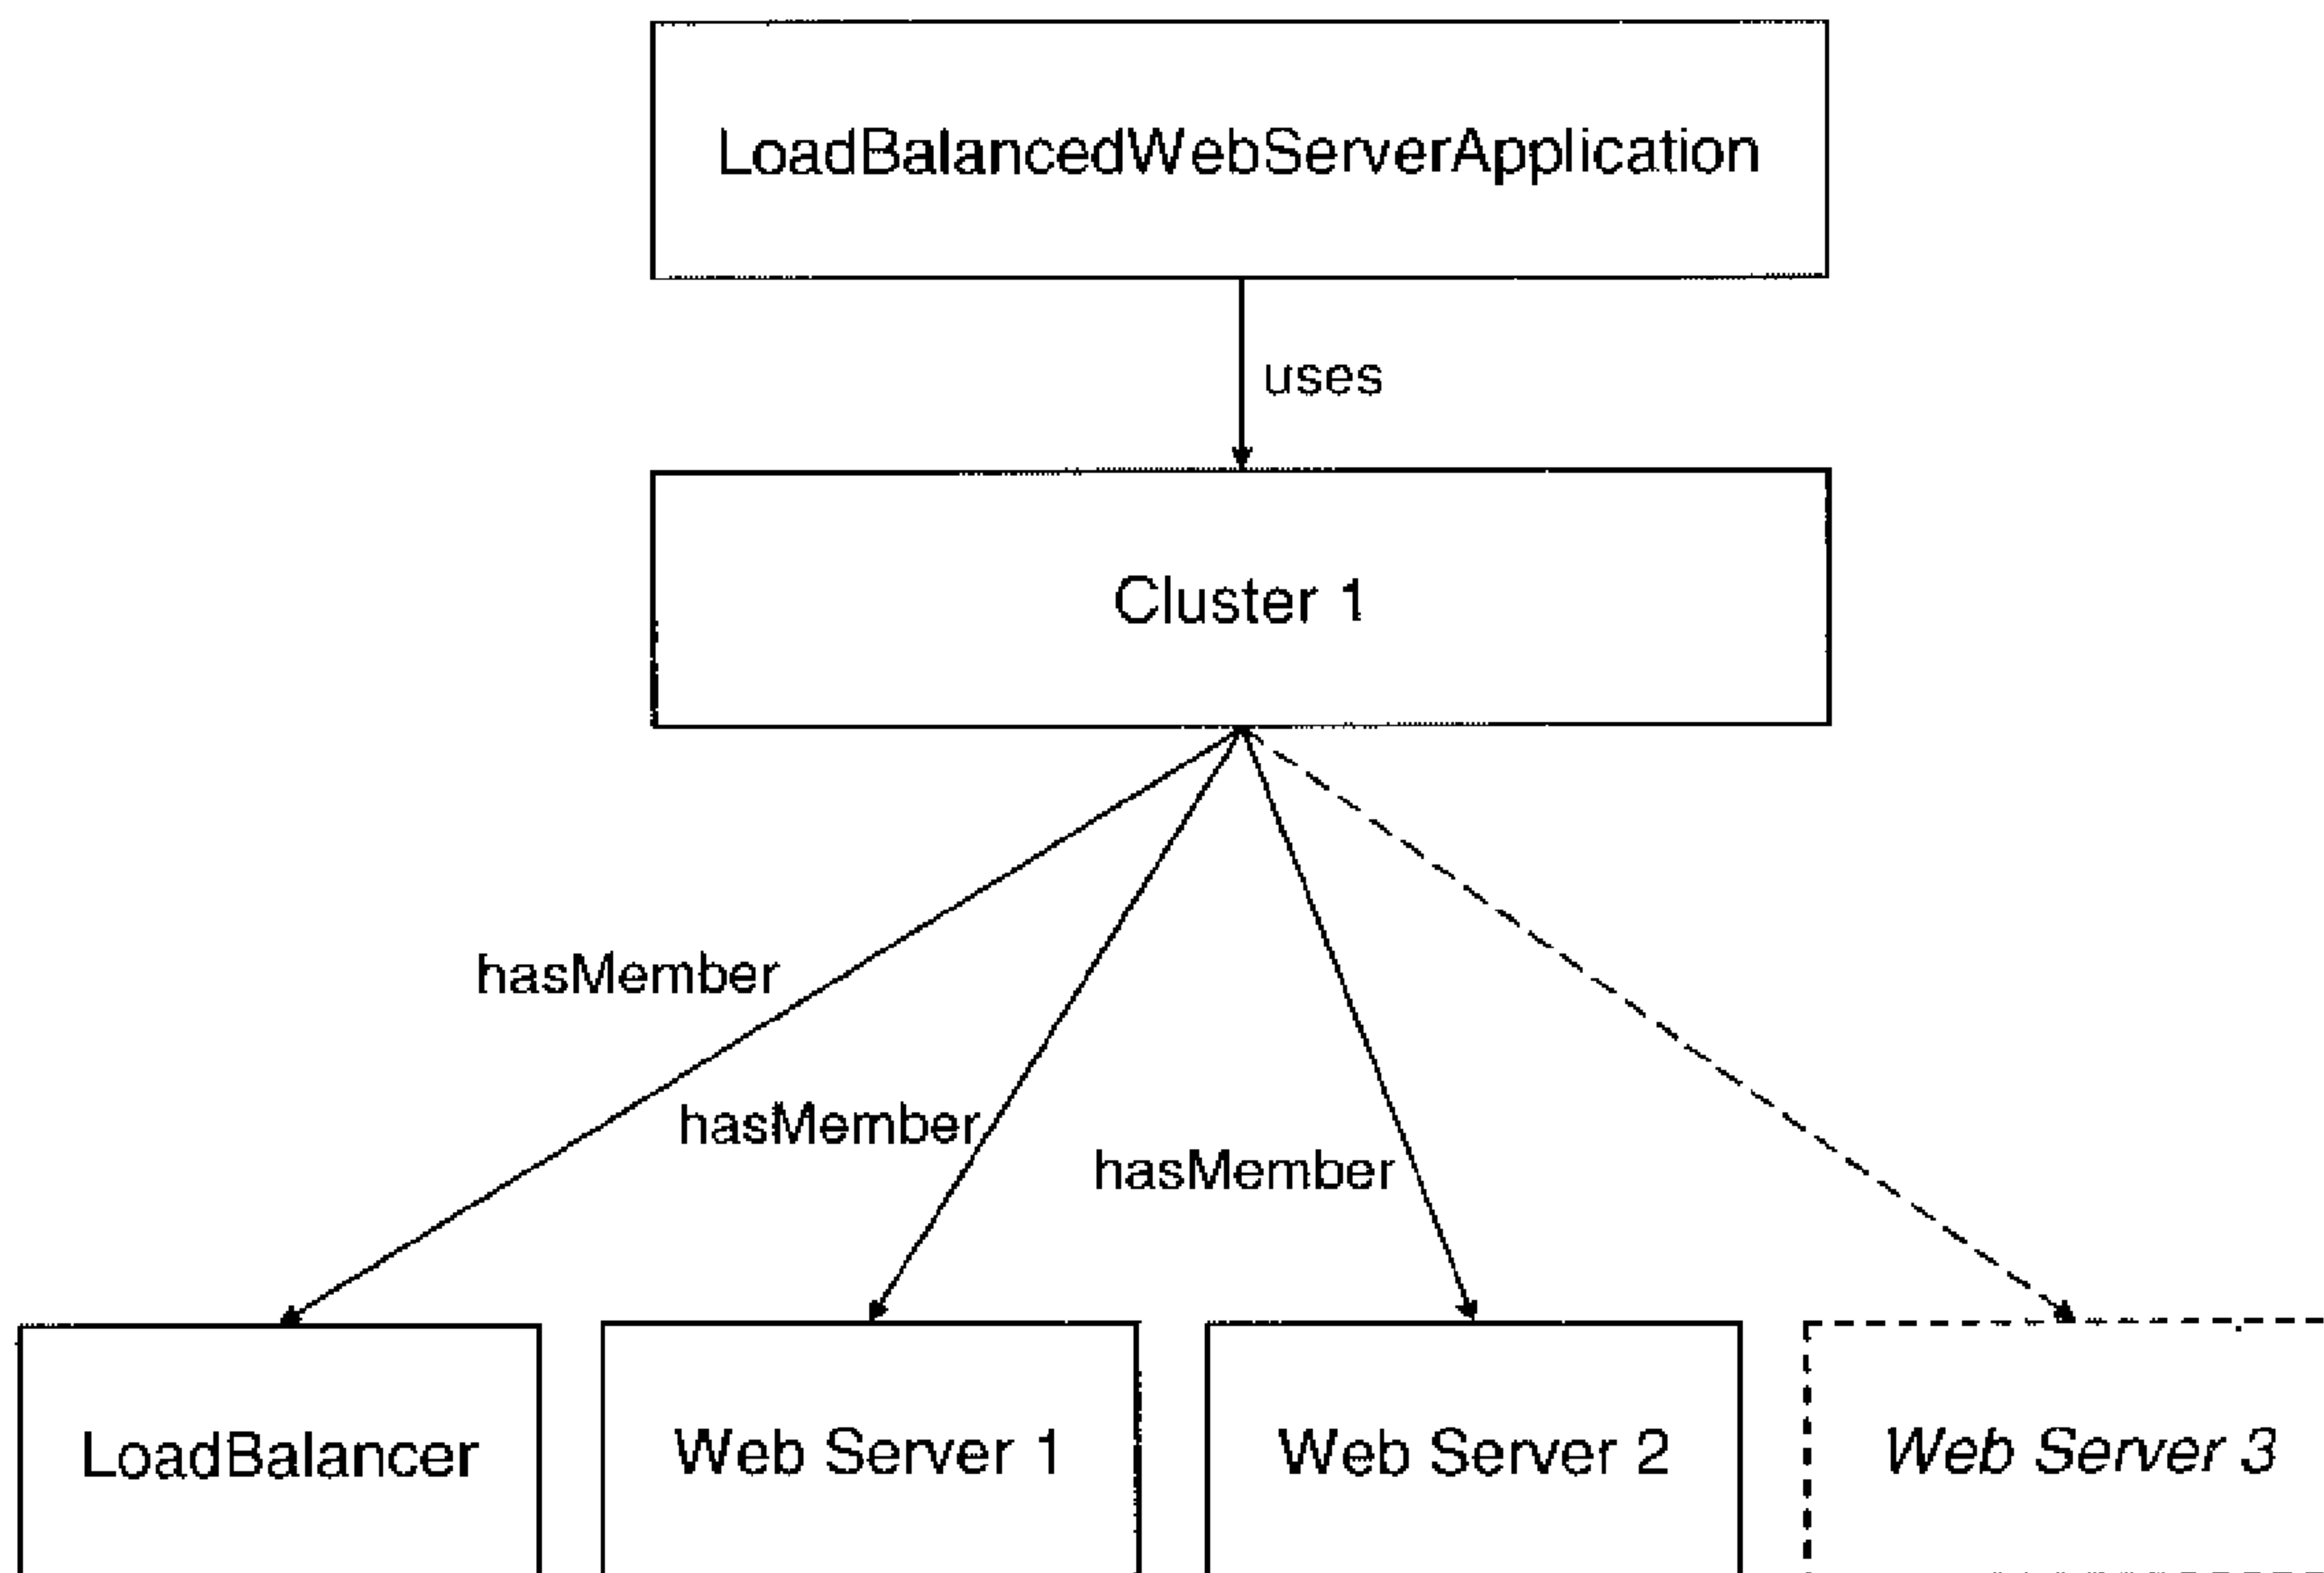 LoadBalancedWebServerApplication
uses
Cluster 1
hasMember
hasMember
hasMember
LoadBalancer
Web Server 1
Web Server 2
Web Server 3